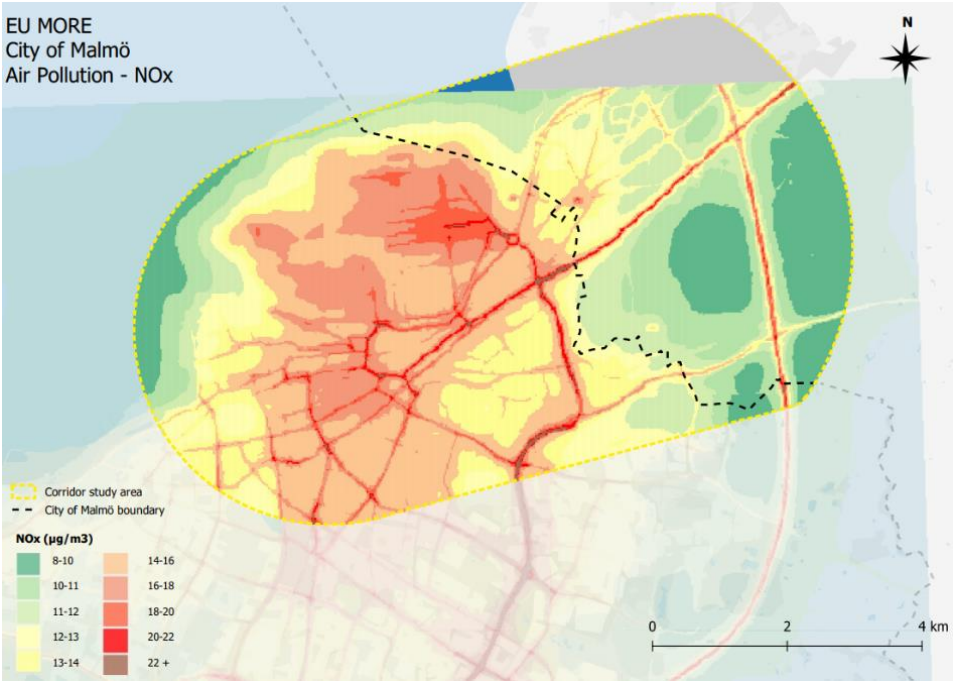 EU MORE
City of Malmö
Air Pollution - NOx
N
Corridor study area
City of Malmö boundary
NOx (µg/m3)
8-10
10-11
11-12
12-13
13-14
14-16
16-18
18-20
20-22
22 +
0 2 4 km